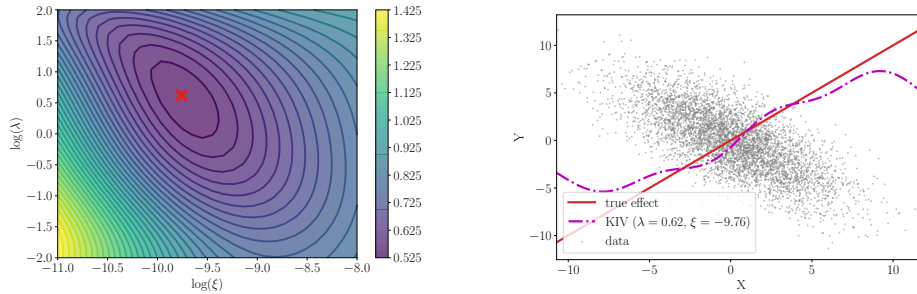 2.0
1.5
1.0
0.5
0.0
−0.5
−1.0
−1.5
−2.0
log(λ)
−11.0 −10.5 −10.0 −9.5 −9.0 −8.5 −8.0
log(ξ)
1.425
1.325
1.225
1.125
1.025
0.925
0.825
0.725
0.625
0.525
10
5
0
−5
−10
Y
true effect
KIV (λ = 0.62, ξ = −9.76)
data
−10 −5 0 5 10
X